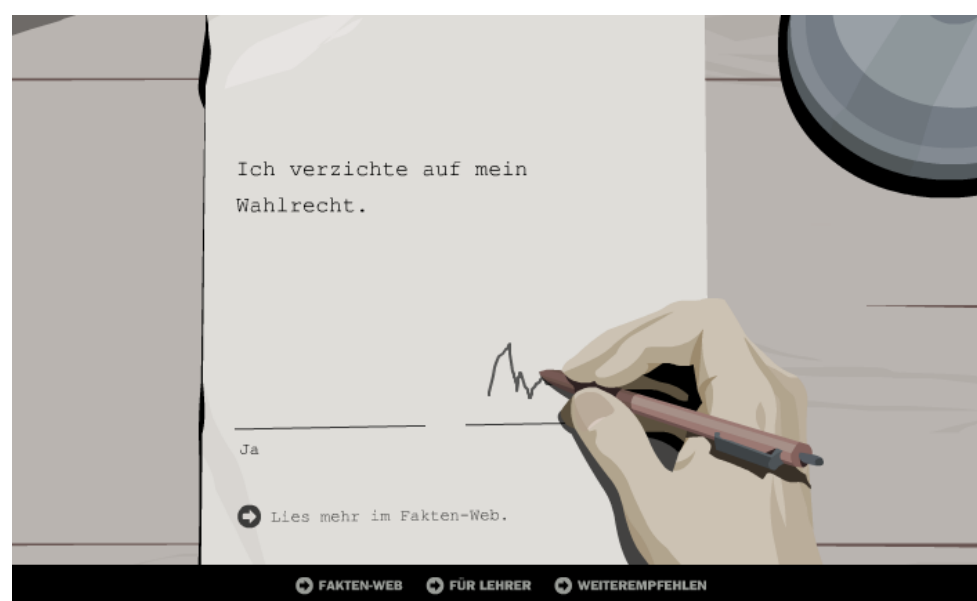 Ich verzichte auf mein
Wahlrecht.
Ja
Lies mehr im Fakten-Web.
FAKTEN-WEB FÜR LEHRER WEITEREMPFEHLEN